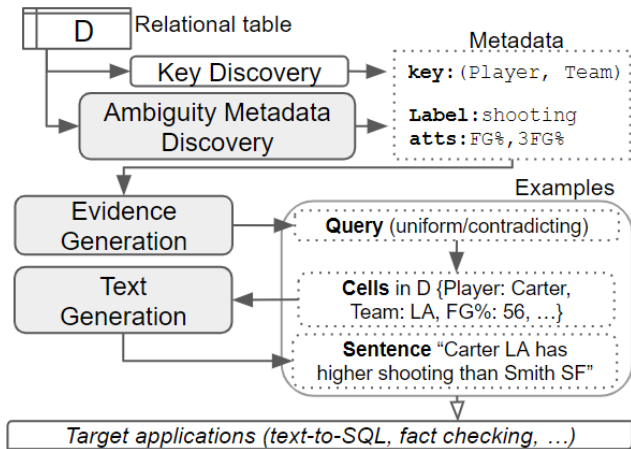 D
Relational table
Metadata
Key Discovery
key:(Player, Team)
Ambiguity Metadata
Discovery
Label:shooting
atts:FG%,3FG%
Examples
Evidence
Generation
Query (uniform/contradicting)
Text
Generation
Cells in D {Player: Carter,
Team: LA, FG%: 56, ...}
Sentence “Carter LA has
higher shooting than Smith SF”
Target applications (text-to-SQL, fact checking, ...)